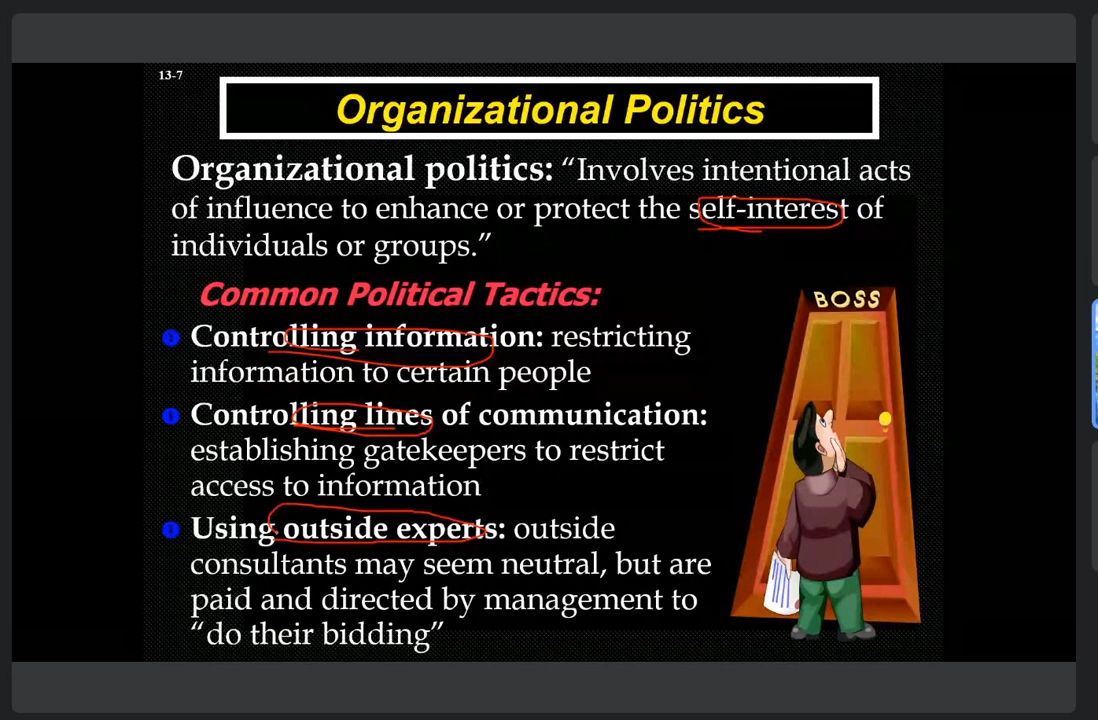 13-7
Organizational Politics
Organizational politics: “Involves intentional acts
of influence to enhance or protect the self-interest of
individuals or groups.”
Common Political Tactics:
Controlling information: restricting
information to certain people
Controlling lines of communication:
establishing gatekeepers to restrict
access to information
Using outside experts: outside
consultants may seem neutral, but are
paid and directed by management to
“do their bidding”
BOSS